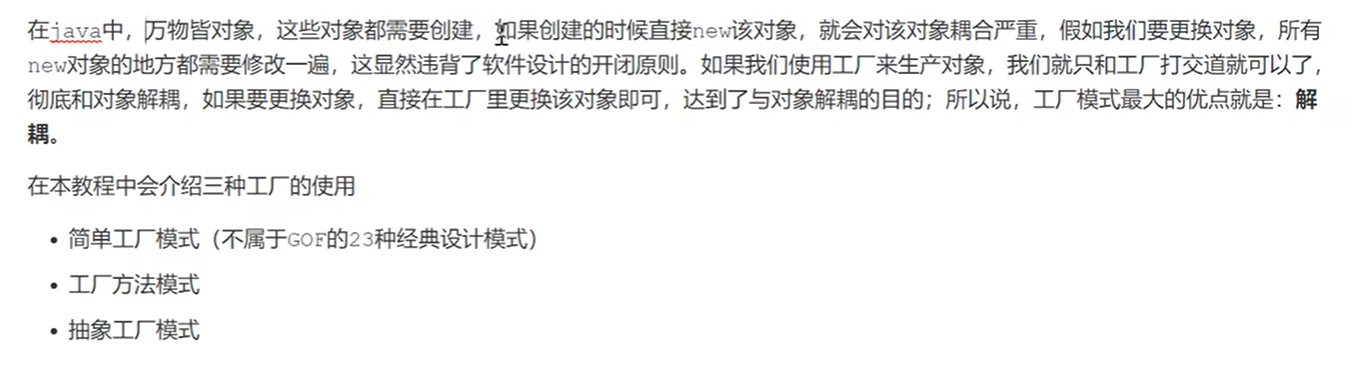 在java中，万物皆对象，这些对象都需要创建，如果创建的时候直接new该对象，就会对该对象耦合严重，假如我们要更换对象，所有
new对象的地方都需要修改一遍，这显然违背了软件设计的开闭原则。如果我们使用工厂来生产对象，我们就只和工厂打交道就可以了，
彻底和对象解耦，如果要更换对象，直接在工厂里更换该对象即可，达到了与对象解耦的目的；所以说，工厂模式最大的优点就是：解
耦。
在本教程中会介绍三种工厂的使用
• 简单工厂模式（不属于GOF的23种经典设计模式）
• 工厂方法模式
• 抽象工厂模式